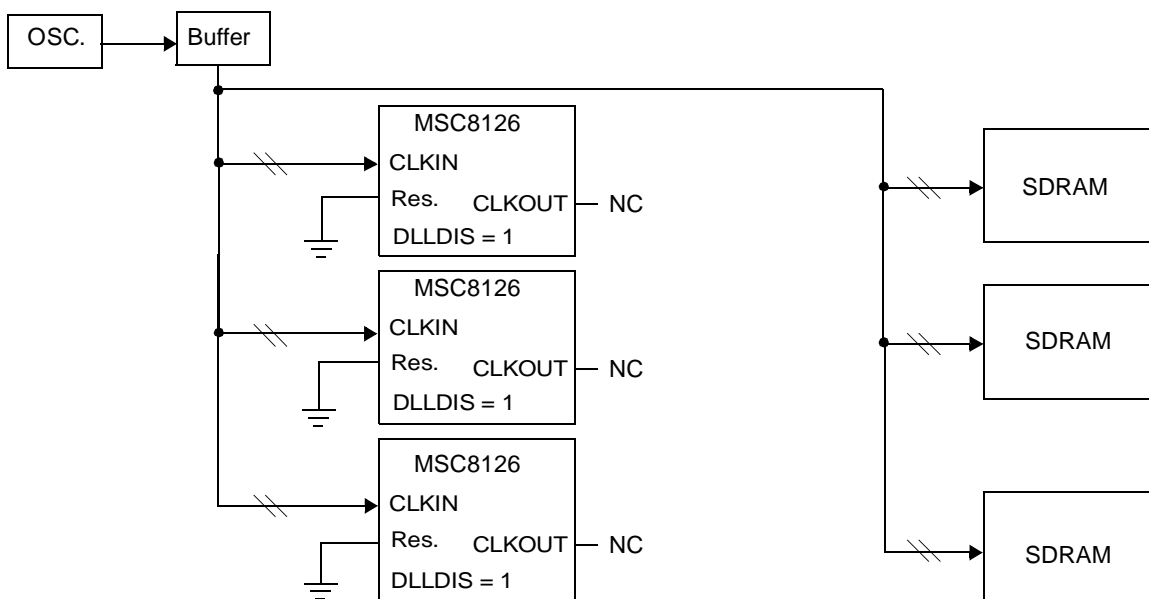 OSC.
Buffer
MSC8126
CLKIN
Res.
CLKOUT
NC
DLLDIS = 1
SDRAM
MSC8126
CLKIN
Res.
CLKOUT
NC
DLLDIS = 1
SDRAM
MSC8126
CLKIN
Res.
CLKOUT
NC
DLLDIS = 1
SDRAM